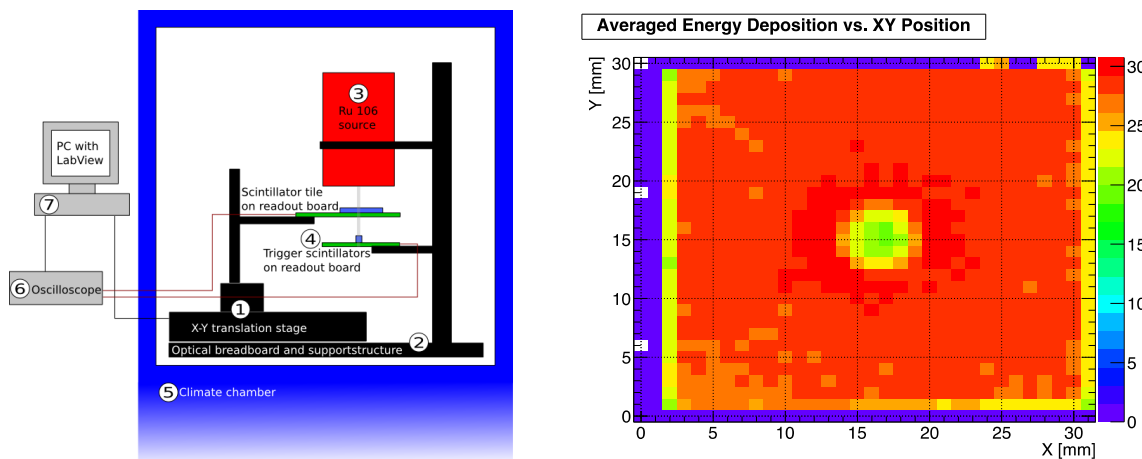 PC with
LabView
7
6 Oscilloscope
3
Ru 106
source
Scintillator tile
on readout board
4
Trigger scintillators
on readout board
1
X-Y translation stage
2
Optical breadboard and supportstructure
5 Climate chamber
Averaged Energy Deposition vs. XY Position
Y [mm]
30
25
20
15
10
5
0
0 5 10 15 20 25 30
X [mm]
30
25
20
15
10
5
0